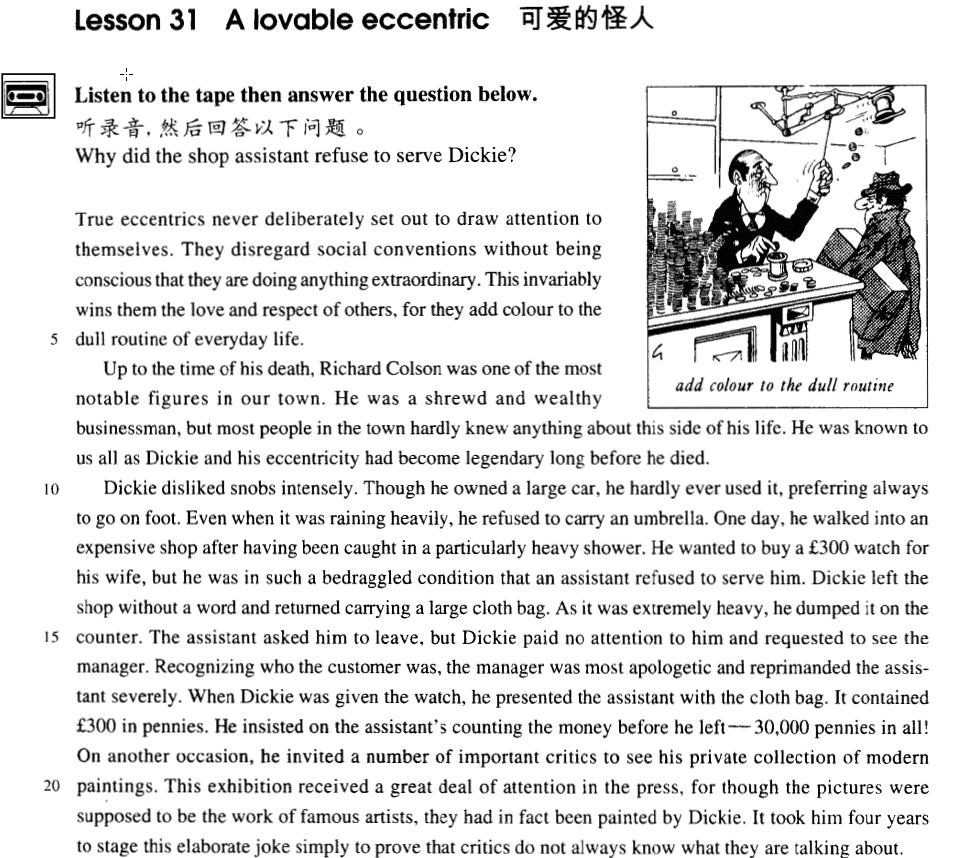 Lesson 31 A lovable eccentric 可爱的怪人
Listen to the tape then answer the question below.
听录音,然后回答以下问题。
Why did the shop assistant refuse to serve Dickie?
True eccentrics never deliberately set out to draw attention to
themselves. They disregard social conventions without being
conscious that they are doing anything extraordinary. This invariably
wins them the love and respect of others, for they add colour to the
5 dull routine of everyday life.
Up to the time of his death, Richard Colson was one of the most
notable figures in our town. He was a shrewd and wealthy
add colour to the dull routine
businessman, but most people in the town hardly knew anything about this side of his life. He was known to
us all as Dickie and his eccentricity had become legendary long before he died.
10 Dickie disliked snobs intensely. Though he owned a large car, he hardly ever used it, preferring always
to go on foot. Even when it was raining heavily, he refused to carry an umbrella. One day, he walked into an
expensive shop after having been caught in a particularly heavy shower. He wanted to buy a £300 watch for
his wife, but he was in such a bedraggled condition that an assistant refused to serve him. Dickie left the
shop without a word and returned carrying a large cloth bag. As it was extremely heavy, he dumped it on the
15 counter. The assistant asked him to leave, but Dickie paid no attention to him and requested to see the
manager. Recognizing who the customer was, the manager was most apologetic and reprimanded the assis-
tant severely. When Dickie was given the watch, he presented the assistant with the cloth bag. It contained
£300 in pennies. He insisted on the assistant's counting the money before he left—30,000 pennies in all!
On another occasion, he invited a number of important critics to see his private collection of modern
20 paintings. This exhibition received a great deal of attention in the press, for though the pictures were
supposed to be the work of famous artists, they had in fact been painted by Dickie. It took him four years
to stage this elaborate joke simply to prove that critics do not always know what they are talking about.